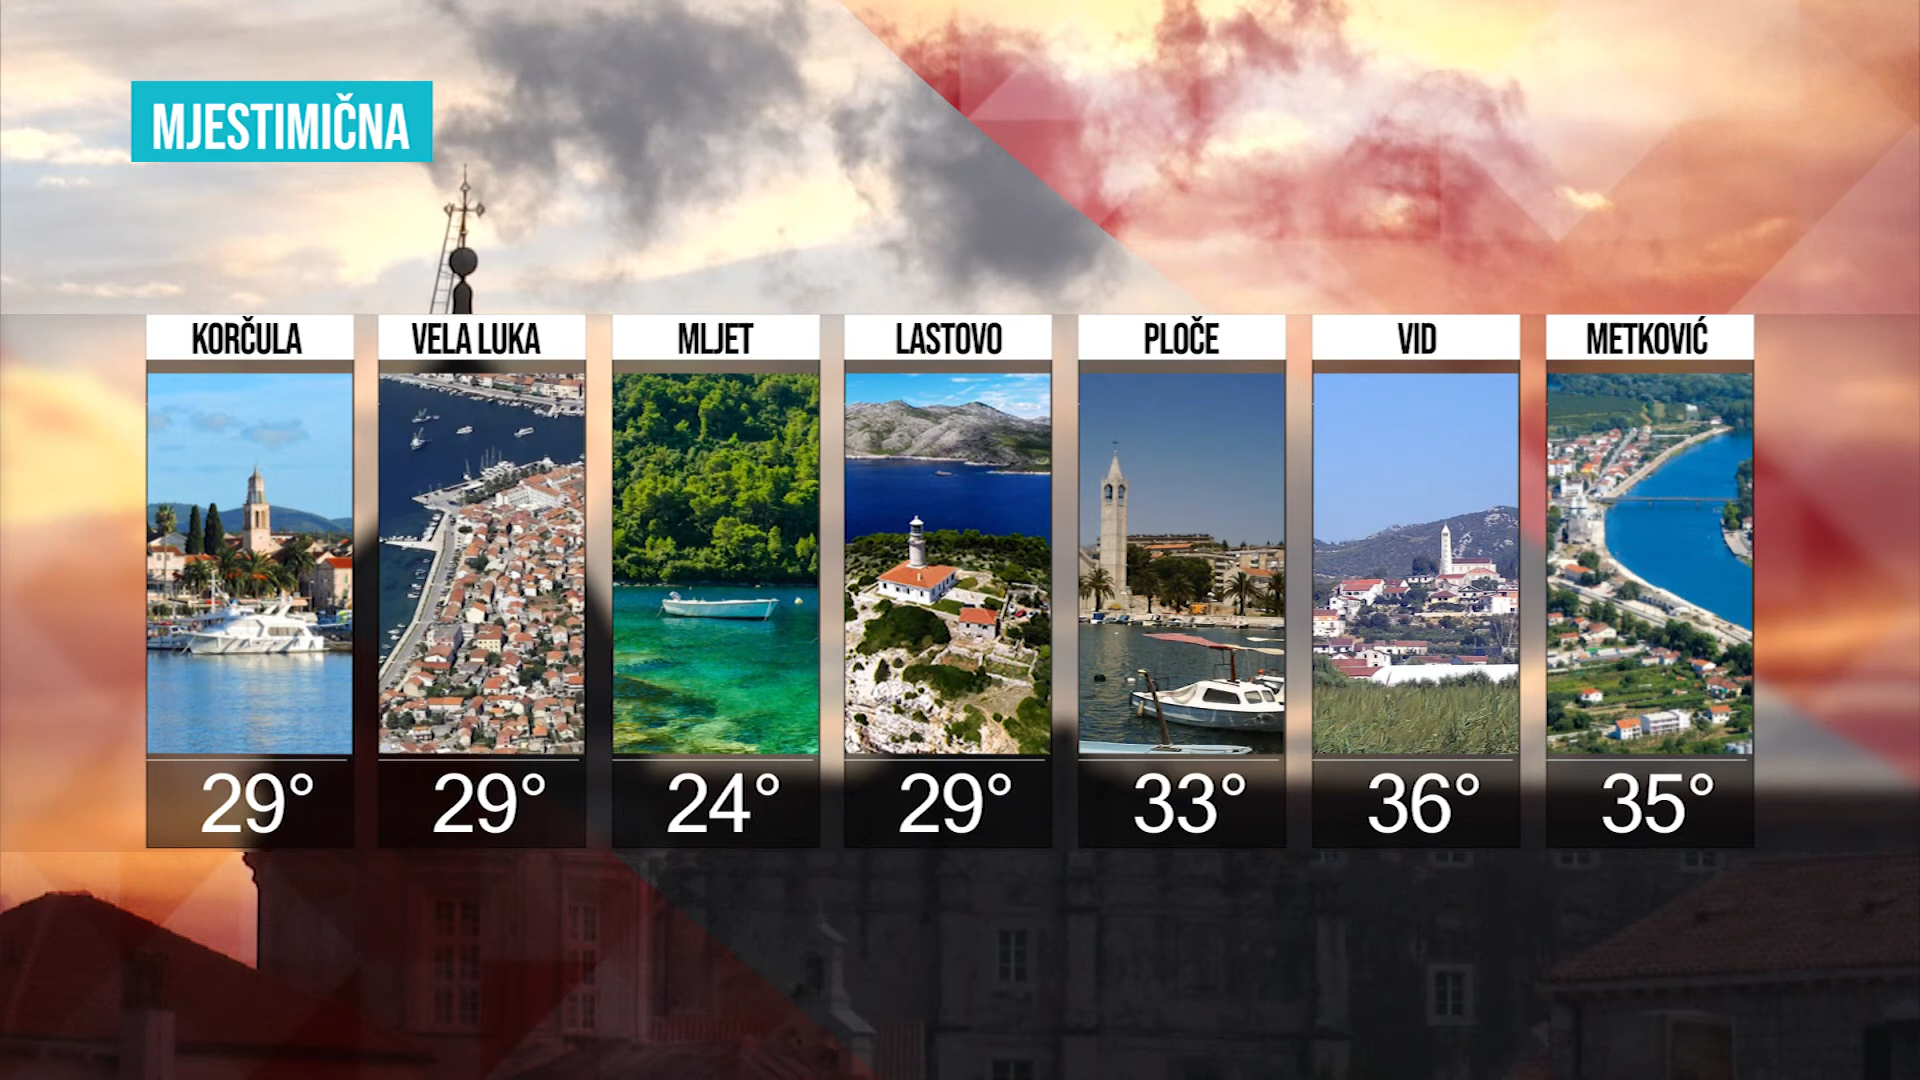 MJESTIMIČNA
KORČULA
VELA LUKA
MLJET
LASTOVO
PLOČE
VID
METKOVIĆ
29°
29°
24°
29°
33°
36°
35°